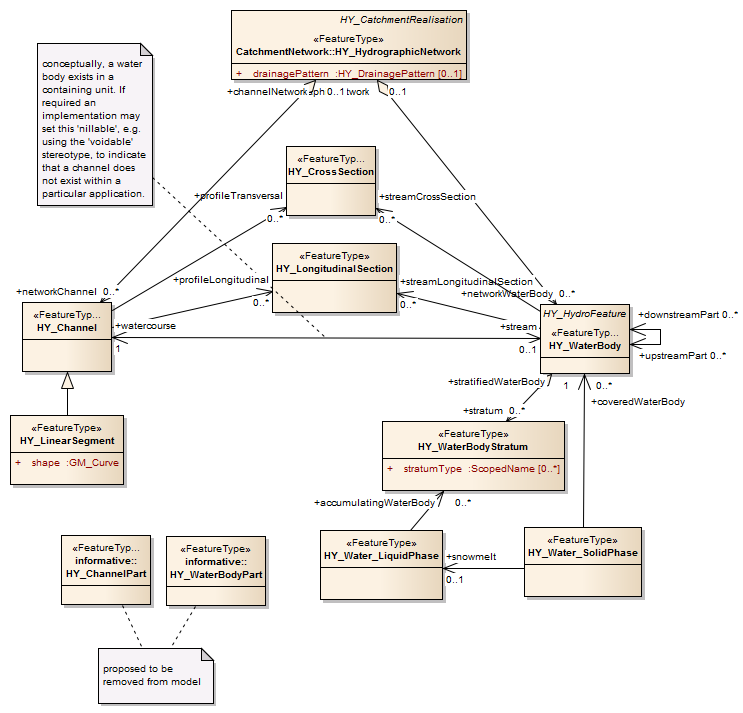 HY_CatchmentRealisation
«FeatureType»
CatchmentNetwork::HY_HydrographicNetwork
+ drainagePattern :HY_DrainagePattern [0..1]
conceptually, a water
body exists in a
containing unit. If
required an
implementation may
set this 'nillable', e.g.
using the 'voidable'
stereotype, to indicate
that a channel does
not exist within a
particular application.
+channelNetwork
0..1
twork
0..1
«FeatureTyp...
HY_CrossSection
+profileTransversal
0..*
+streamCrossSection
0..*
«FeatureType»
HY_LongitudinalSection
+profileLongitudinal
0..*
+streamLongitudinalSection
0..*
+networkChannel 0..*
+networkWaterBody 0..*
«FeatureTyp...
HY_Channel
+watercourse
1
+stream
0..1
HY_HydroFeature
«FeatureTyp...
HY_WaterBody
+downstreamPart 0..*
+upstreamPart 0..*
+stratifiedWaterBody
1
0..*
+coveredWaterBody
+stratum 0..*
«FeatureType»
HY_LinearSegment
+ shape :GM_Curve
«FeatureType»
HY_WaterBodyStratum
+ stratumType :ScopedName [0..*]
+accumulatingWaterBody
0..*
«FeatureType»
HY_Water_LiquidPhase
+snowmelt
0..1
«FeatureType»
HY_Water_SolidPhase
«FeatureTyp...
informative::
HY_ChannelPart
«FeatureType»
informative::
HY_WaterBodyPart
proposed to be
removed from model